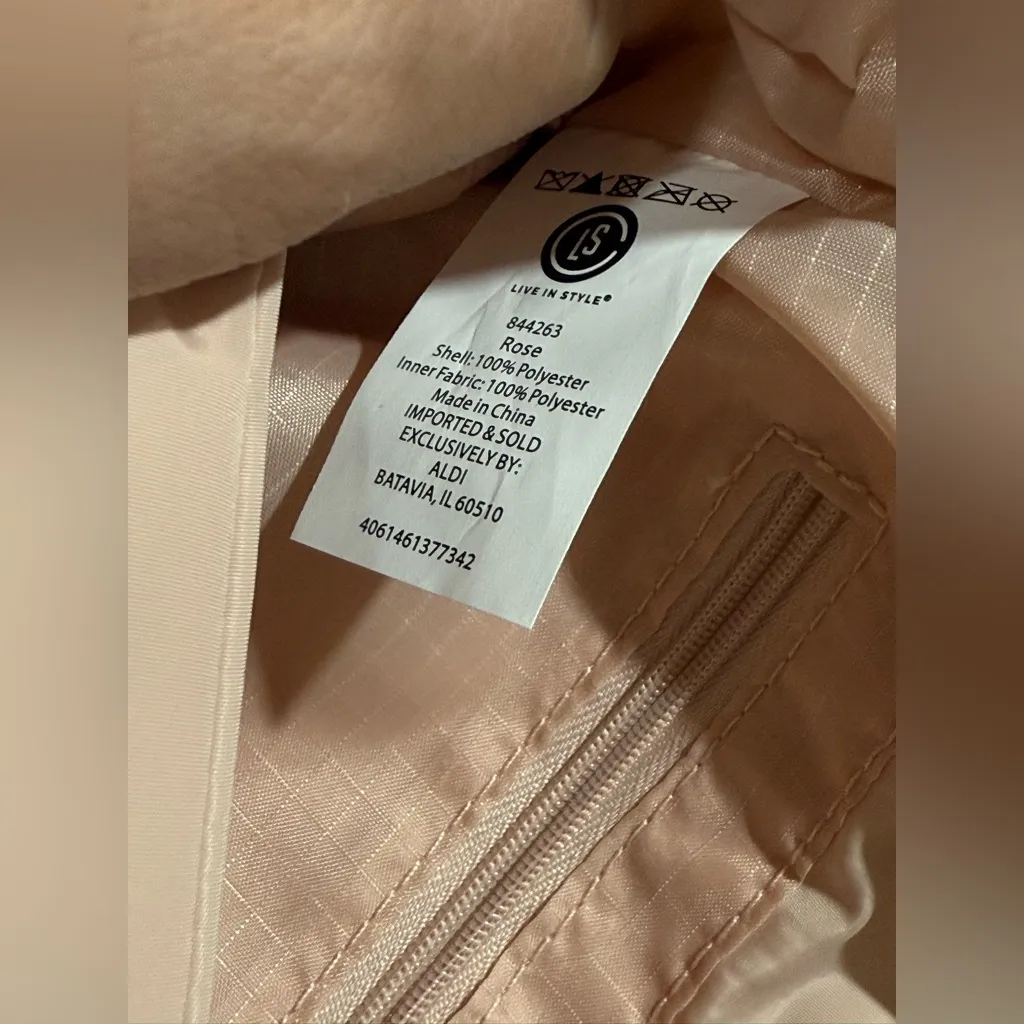 LS
LIVE IN STYLE®
844263
Rose
Shell: 100% Polyester
Inner Fabric: 100% Polyester
Made in China
IMPORTED & SOLD
EXCLUSIVELY BY:
ALDI
BATAVIA, IL 60510
4061461377342